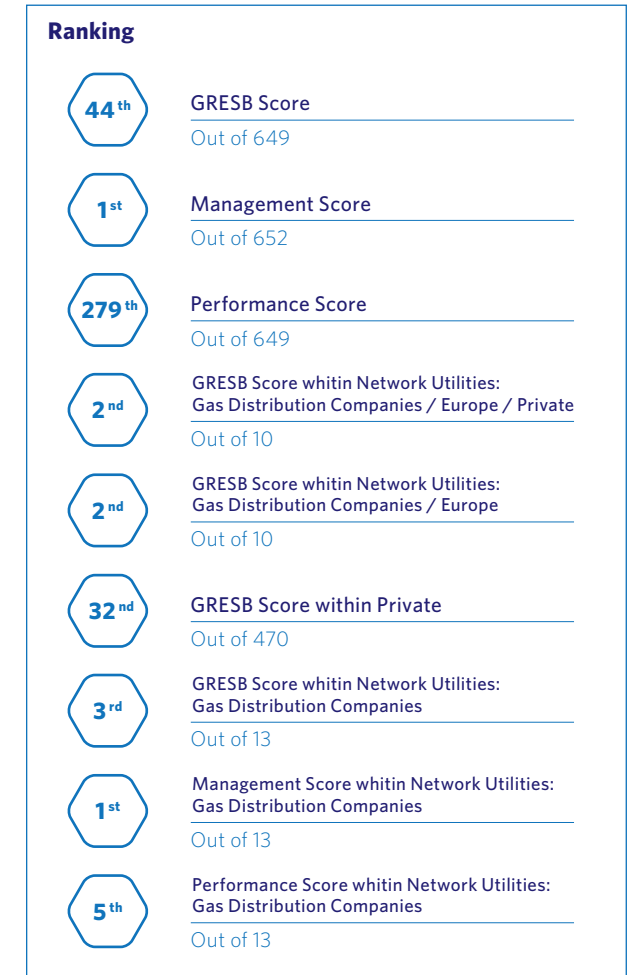 Ranking
44th
GRESB Score
Out of 649
1st
Management Score
Out of 652
279th
Performance Score
Out of 649
2nd
GRESB Score whitin Network Utilities:
Gas Distribution Companies / Europe / Private
Out of 10
2nd
GRESB Score whitin Network Utilities:
Gas Distribution Companies / Europe
Out of 10
32nd
GRESB Score within Private
Out of 470
3rd
GRESB Score whitin Network Utilities:
Gas Distribution Companies
Out of 13
1st
Management Score whitin Network Utilities:
Gas Distribution Companies
Out of 13
5th
Performance Score whitin Network Utilities:
Gas Distribution Companies
Out of 13